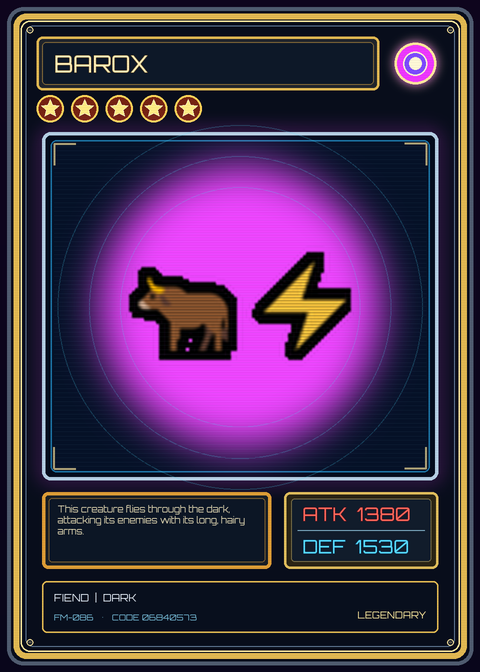 BAROX
This creature flies through the dark,
attacking its enemies with its long, hairy
arms.
ATK 1380
DEF 1530
FIEND | DARK
FM-086 · CODE 06840573
LEGENDARY